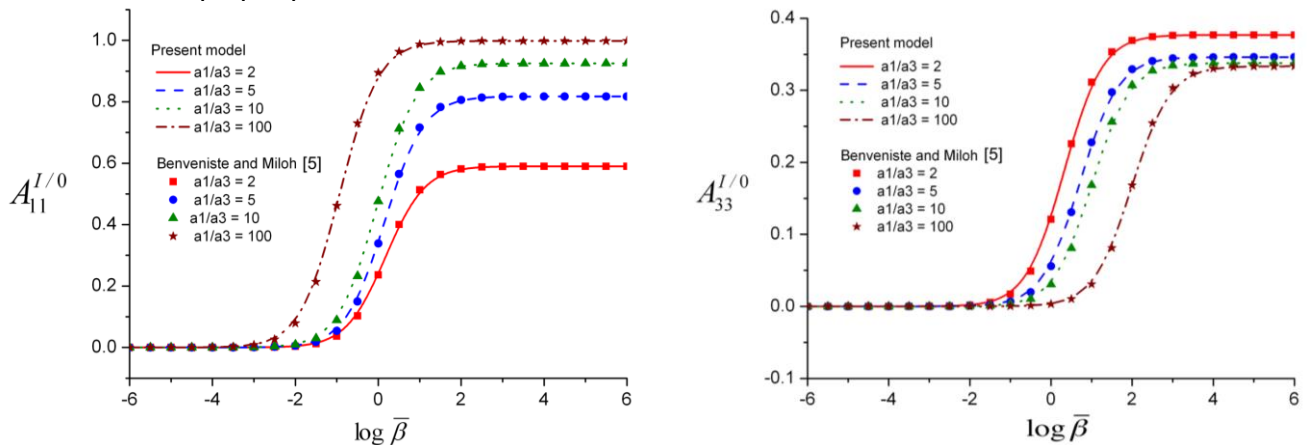 1.0
0.8
0.6
0.4
0.2
0.0
Present model
a1/a3 = 2
a1/a3 = 5
a1/a3 = 10
a1/a3 = 100
Benveniste and Miloh [5]
a1/a3 = 2
a1/a3 = 5
a1/a3 = 10
a1/a3 = 100
A_{11}^{I/0}
-6 -4 -2 0 2 4 6
log β̅
0.4
0.3
0.2
0.1
0.0
-0.1
Present model
a1/a3 = 2
a1/a3 = 5
a1/a3 = 10
a1/a3 = 100
Benveniste and Miloh [5]
a1/a3 = 2
a1/a3 = 5
a1/a3 = 10
a1/a3 = 100
A_{33}^{I/0}
-6 -4 -2 0 2 4 6
log β̅